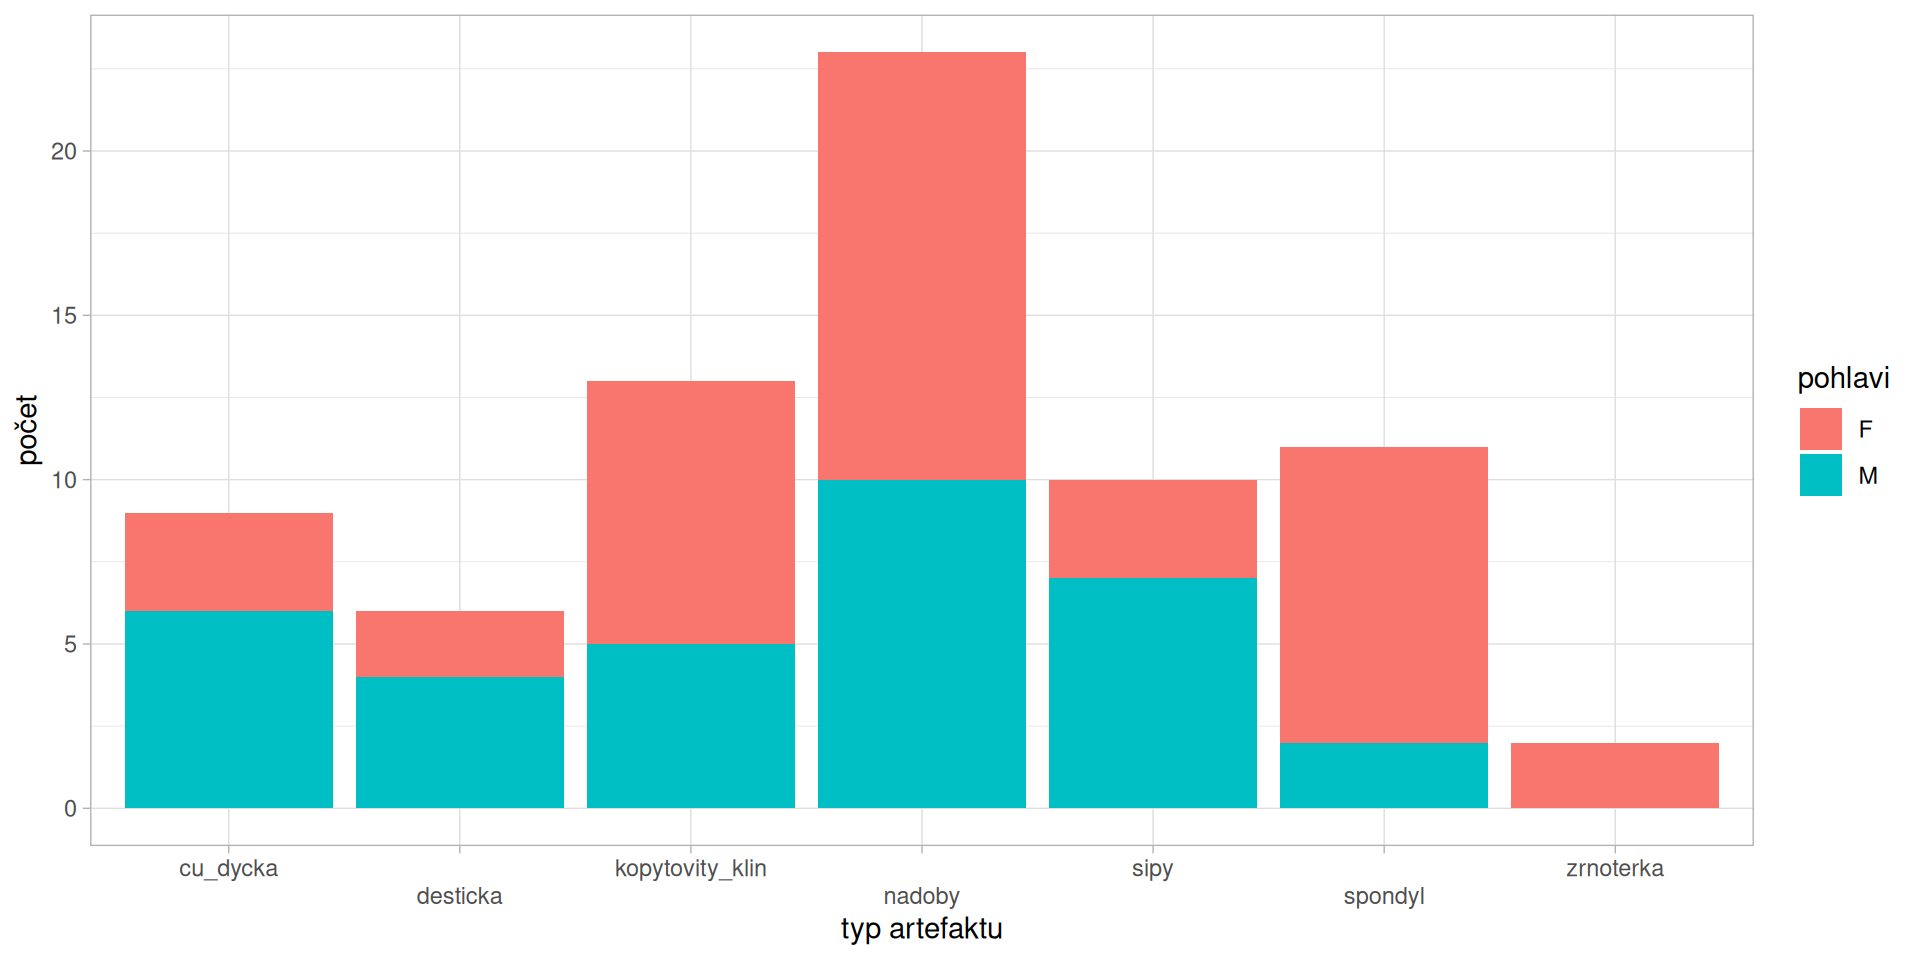 20
15
10
5
0
počet
cu_dycka
desticka
kopytovity_klin
nadoby
sipy
spondyl
zrnoterka
typ artefaktu
pohlavi
F
M